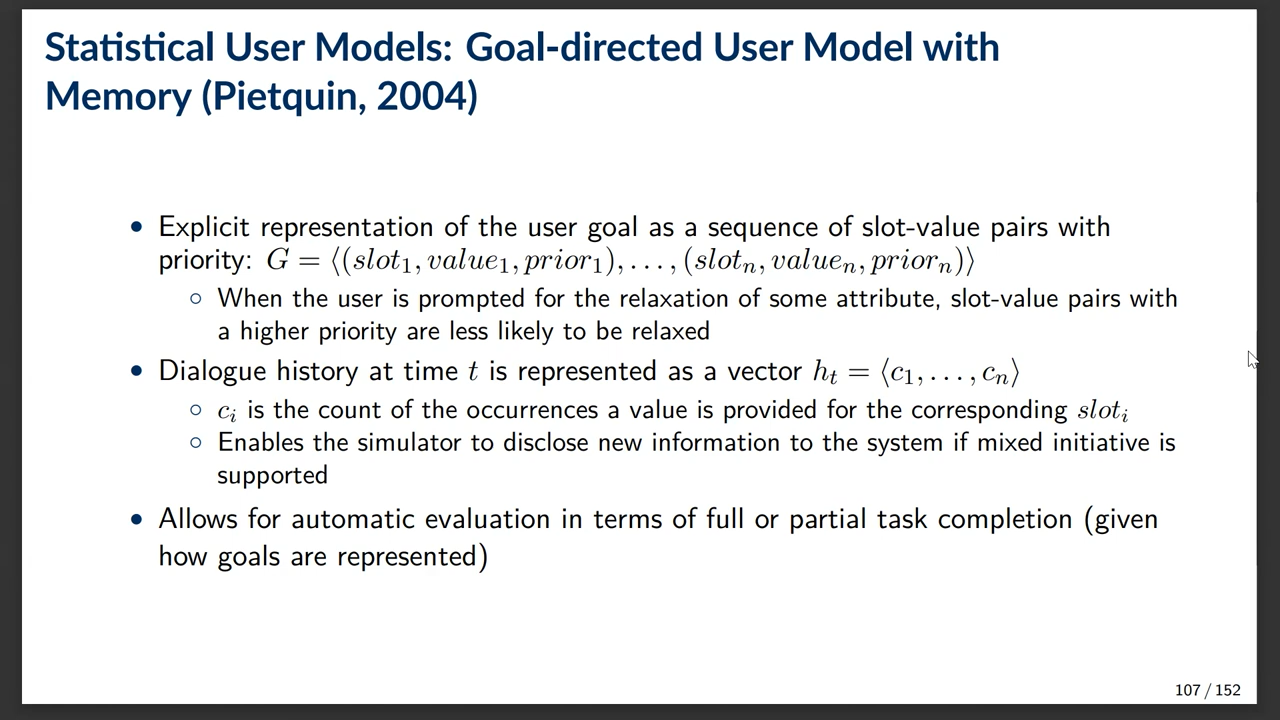 Statistical User Models: Goal-directed User Model with
Memory (Pietquin, 2004)
• Explicit representation of the user goal as a sequence of slot-value pairs with
priority: G = ⟨(slot₁, value₁, prior₁), . . . , (slotₙ, valueₙ, priorₙ)⟩
○ When the user is prompted for the relaxation of some attribute, slot-value pairs with
a higher priority are less likely to be relaxed
• Dialogue history at time t is represented as a vector hₜ = ⟨c₁, . . . , cₙ⟩
○ cᵢ is the count of the occurrences a value is provided for the corresponding slotᵢ
○ Enables the simulator to disclose new information to the system if mixed initiative is
supported
• Allows for automatic evaluation in terms of full or partial task completion (given
how goals are represented)
107 / 152